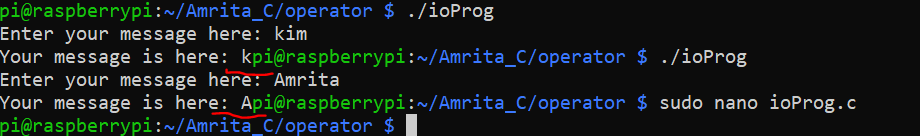 pi@raspberrypi:~/Amrita_C/operator $ ./ioProg
Enter your message here: kim
Your message is here: kpi@raspberrypi:~/Amrita_C/operator $ ./ioProg
Enter your message here: Amrita
Your message is here: Api@raspberrypi:~/Amrita_C/operator $ sudo nano ioProg.c
pi@raspberrypi:~/Amrita_C/operator $